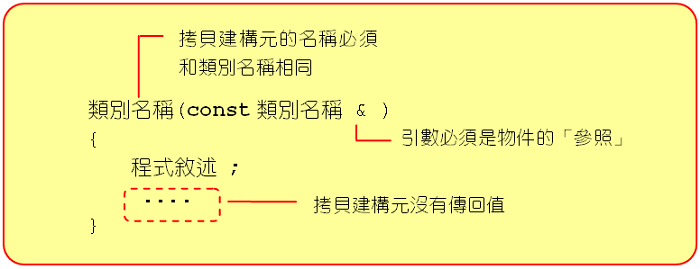 拷貝建構元的名稱必須
和類別名稱相同
類別名稱(const 類別名稱 & )
引數必須是物件的「參照」
{
程式敘述 ;
....
拷貝建構元沒有傳回值
}